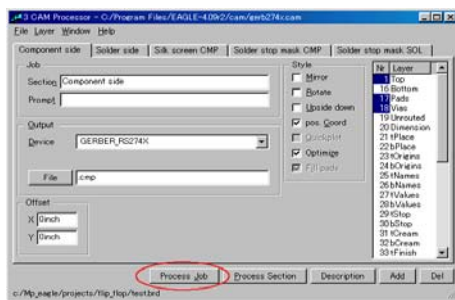 3 CAM Processor - C:/Program Files/EAGLE-4.09r2/cam/gerb274x.cam
File Layer Window Help
Component side
Solder side
Silk screen CMP
Solder stop mask CMP
Solder stop mask SOL
Job
Section Component side
Prompt
Output
Device GERBER_RS274X
File .cmp
Offset
X 0inch
Y 0inch
Style
Mirror
Rotate
Upside down
pos. Coord
Quickplot
Optimize
Fill pads
Nr Layer
1 Top
16 Bottom
17 Pads
18 Vias
19 Unrouted
20 Dimension
21 tPlace
22 bPlace
23 tOrigins
24 bOrigins
25 tNames
26 bNames
27 tValues
28 bValues
29 tStop
30 bStop
31 tCream
32 bCream
33 tFinish
Process Job
Process Section
Description
Add
Del
c:/Mp_eagle/projects/flip_flop/test.brd